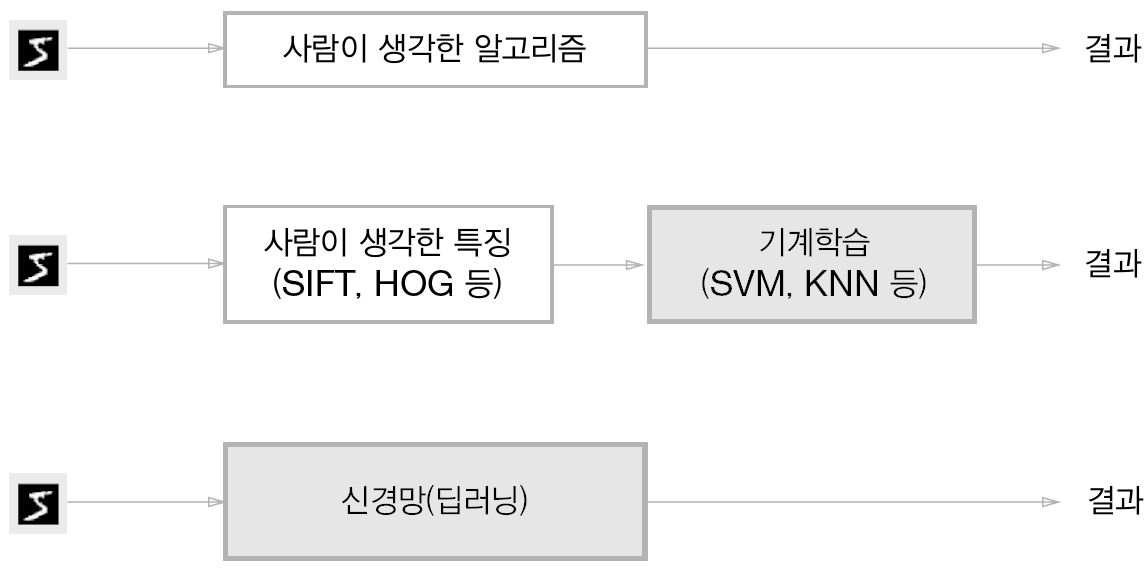 사람이 생각한 알고리즘
결과
사람이 생각한 특징
(SIFT, HOG 등)
기계학습
(SVM, KNN 등)
결과
신경망(딥러닝)
결과